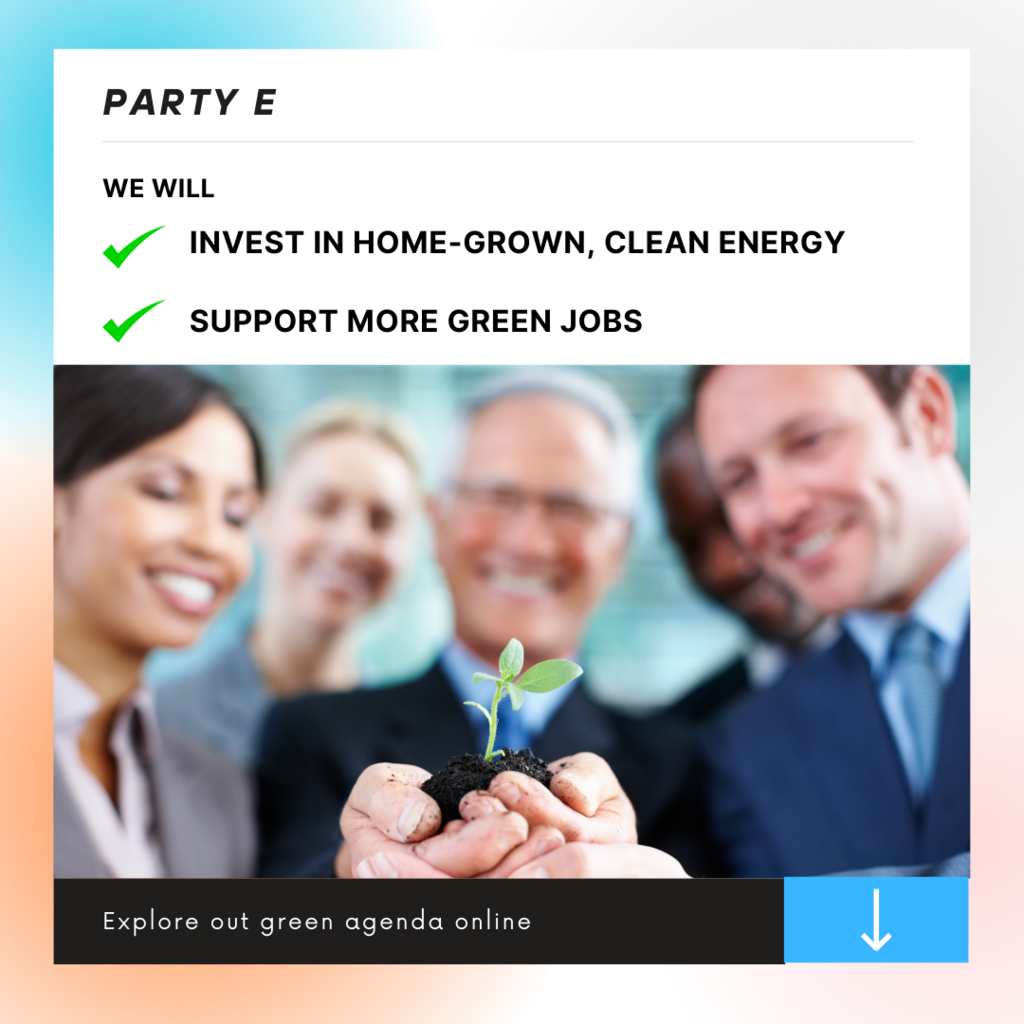 PARTY E
WE WILL
INVEST IN HOME-GROWN, CLEAN ENERGY
SUPPORT MORE GREEN JOBS
Explore out green agenda online